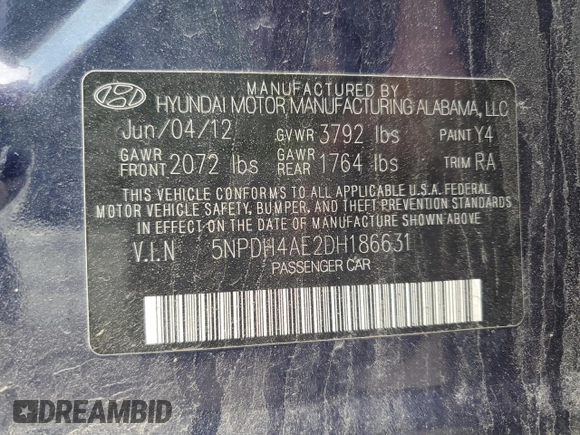 MANUFACTURED BY
HYUNDAI MOTOR MANUFACTURING ALABAMA, LLC
Jun/04/12 GVWR 3792 lbs PAINT Y4
GAWR FRONT 2072 lbs GAWR REAR 1764 lbs TRIM RA
THIS VEHICLE CONFORMS TO ALL APPLICABLE U.S.A. FEDERAL
MOTOR VEHICLE SAFETY, BUMPER, AND THEFT PREVENTION STANDARDS
IN EFFECT ON THE DATE OF MANUFACTURE SHOWN ABOVE.
V.I.N 5NPDH4AE2DH186631
PASSENGER CAR
DREAMBID